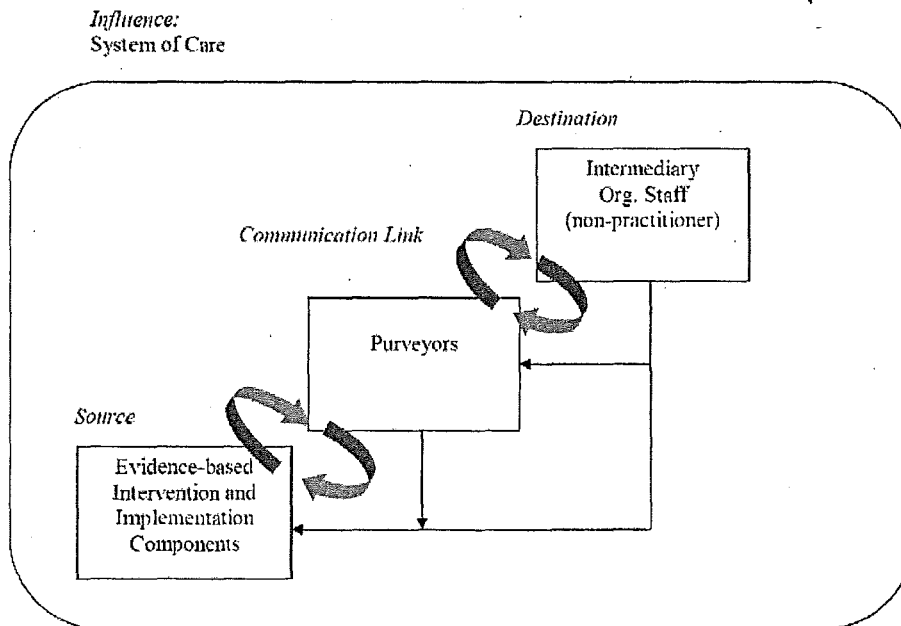 Influence:
System of Care
Destination
Intermediary
Org. Staff
(non-practitioner)
Communication Link
Purveyors
Source
Evidence-based
Intervention and
Implementation
Components